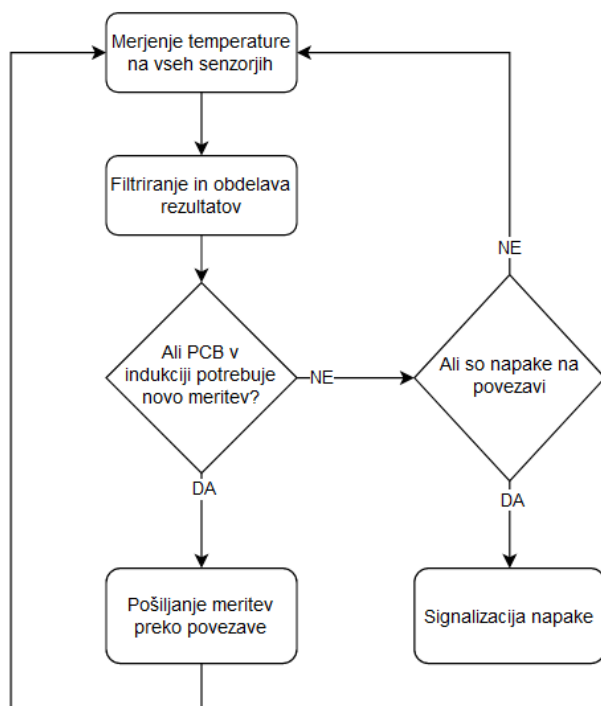 Merjenje temperature
na vseh senzorjih
Filtriranje in obdelava
rezultatov
NE
Ali PCB v
indukciji potrebuje
novo meritev?
NE
Ali so napake na
povezavi
DA
DA
Pošiljanje meritev
preko povezave
Signalizacija napake